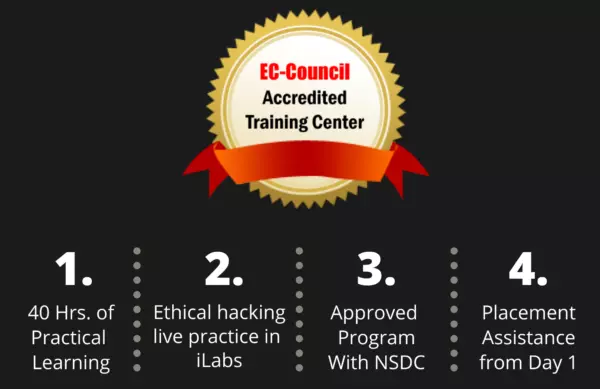 EC-Council
Accredited
Training Center
1.
40 Hrs. of
Practical
Learning
2.
Ethical hacking
live practice in
iLabs
3.
Approved
Program
With NSDC
4.
Placement
Assistance
from Day 1